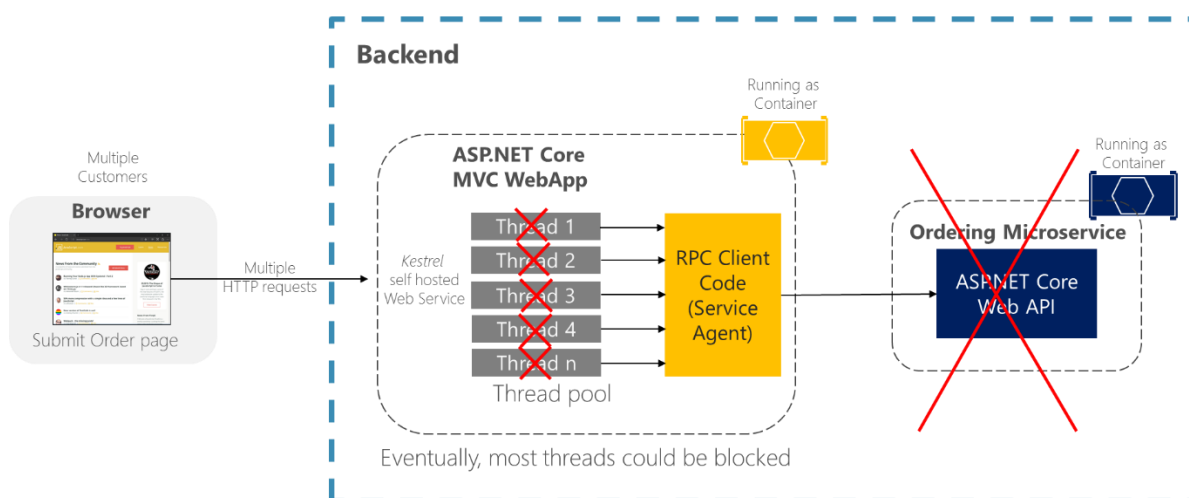 Backend
Running as
Container
Multiple
Customers
Browser
Submit Order page
Multiple
HTTP requests
ASP.NET Core
MVC WebApp
Kestrel
self hosted
Web Service
Thread 1
Thread 2
Thread 3
Thread 4
Thread n
Thread pool
RPC Client
Code
(Service
Agent)
Running as
Container
Ordering Microservice
ASP.NET Core
Web API
Eventually, most threads could be blocked